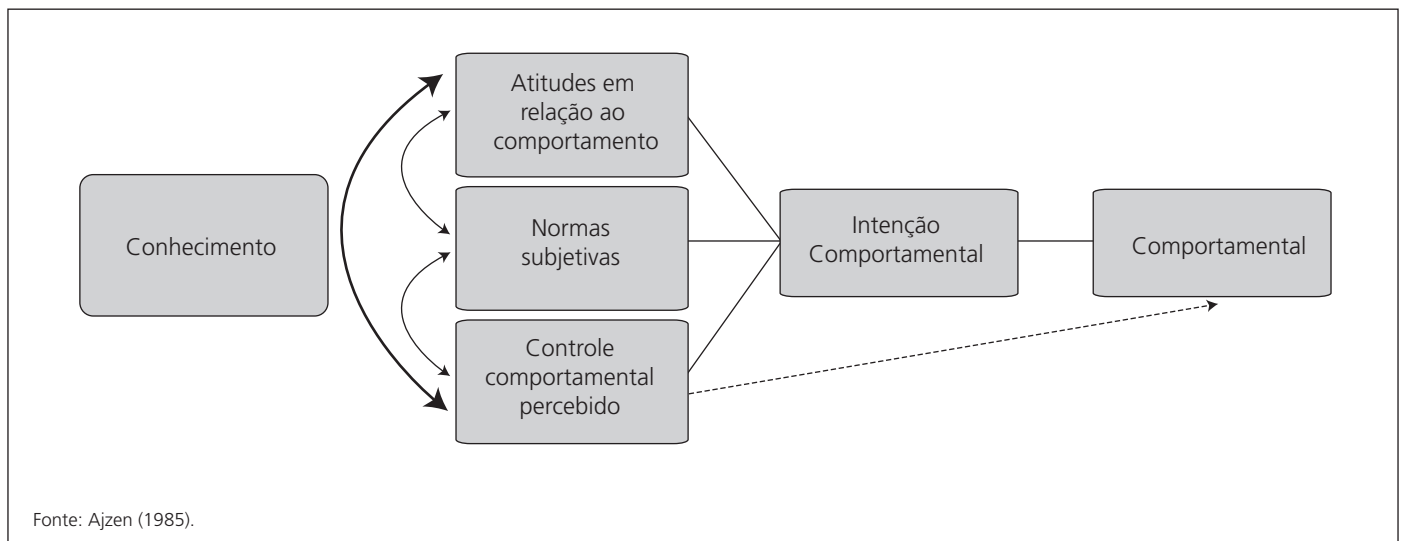 Conhecimento
Atitudes em
relação ao
comportamento
Normas
subjetivas
Controle
comportamental
percebido
Intenção
Comportamental
Comportamental
Fonte: Ajzen (1985).